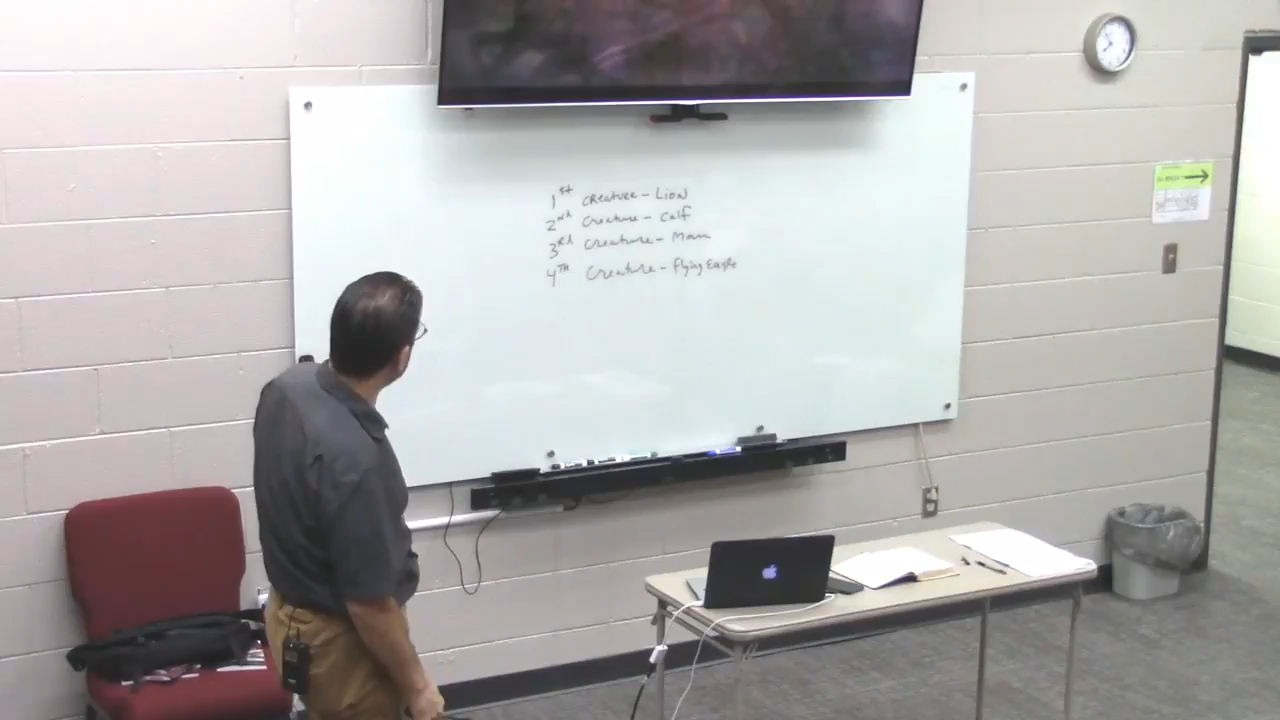 1st Creature - Lion
2nd Creature - Calf
3rd Creature - Man
4TH Creature - Flying Eagle